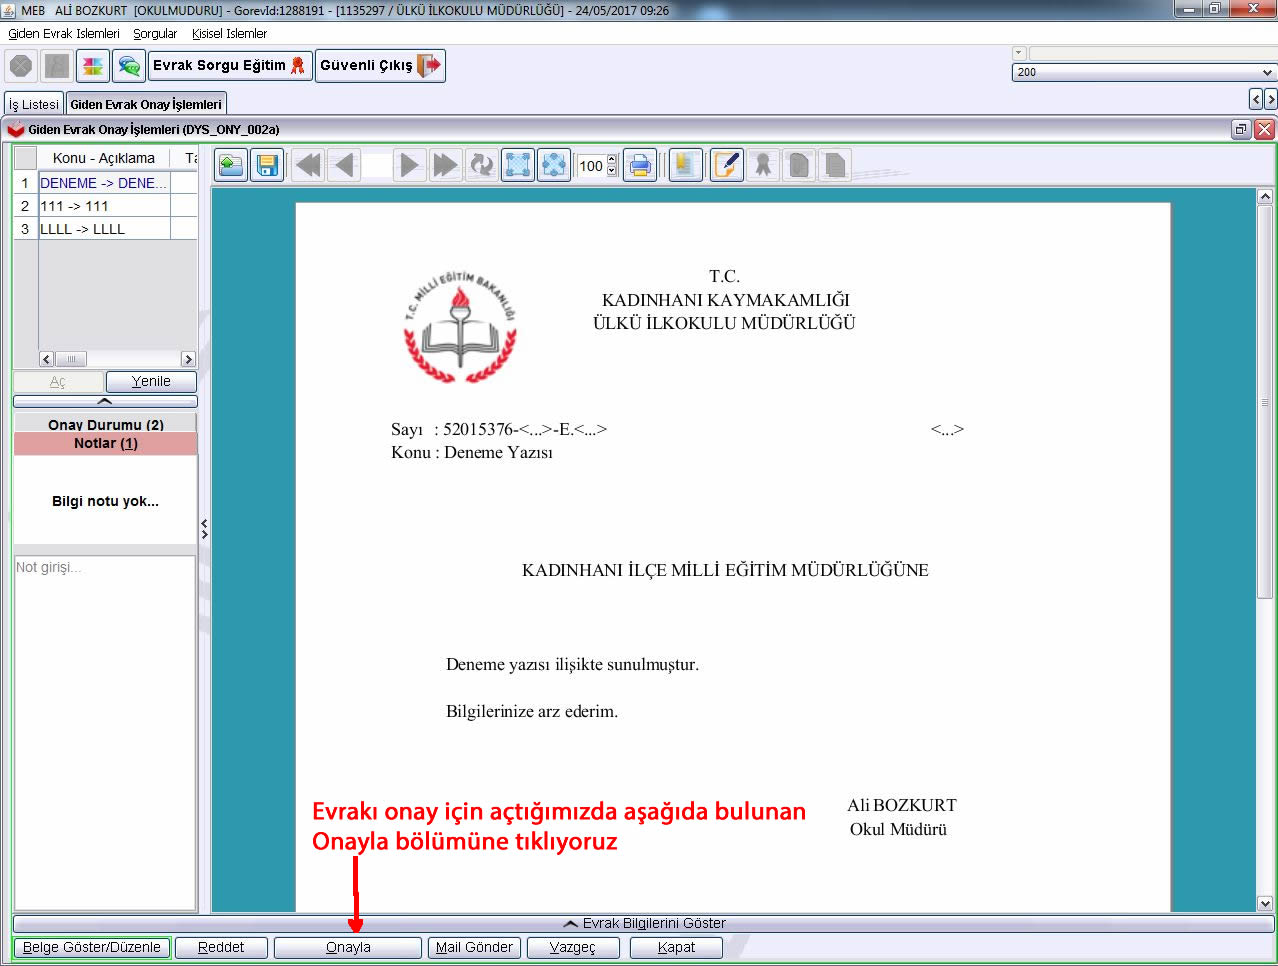 MEB ALİ BOZKURT [OKULMUDURU] - GorevId:1288191 - [1135297 / ÜLKÜ İLKOKULU MÜDÜRLÜĞÜ] - 24/05/2017 09:26
Giden Evrak Islemleri Sorgular Kisisel Islemler
Evrak Sorgu Eğitim Güvenli Çıkış
200
İş Listesi Giden Evrak Onay İşlemleri
Giden Evrak Onay İşlemleri (DYS_ONY_002a)
Konu - Açıklama Ta
100
1 DENEME -> DENE...
2 111 -> 111
3 LLLL -> LLLL
Aç Yenile
Onay Durumu (2)
Notlar (1)
Bilgi notu yok...
Not girişi...
T.C. MİLLİ EĞİTİM BAKANLIĞI
T.C.
KADINHANI KAYMAKAMLIĞI
ÜLKÜ İLKOKULU MÜDÜRLÜĞÜ
Sayı : 52015376-<...>-E.<...> <...>
Konu : Deneme Yazısı
KADINHANI İLÇE MİLLİ EĞİTİM MÜDÜRLÜĞÜNE
Deneme yazısı ilişikte sunulmuştur.
Bilgilerinize arz ederim.
Ali BOZKURT
Okul Müdürü
Evrakı onay için açtığımızda aşağıda bulunan
Onayla bölümüne tıklıyoruz
Evrak Bilgilerini Göster
Belge Göster/Düzenle Reddet Onayla Mail Gönder Vazgeç Kapat